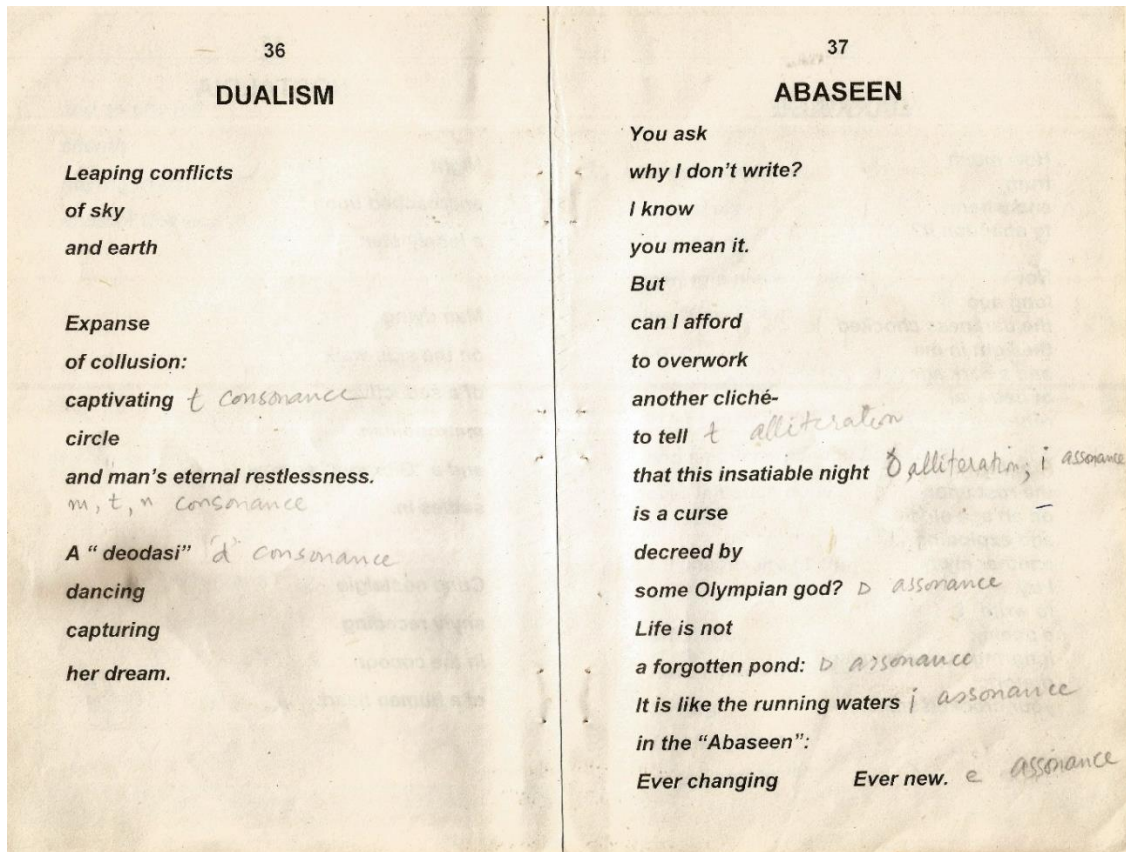 36
DUALISM
Leaping conflicts
of sky
and earth
Expanse
of collusion:
captivating t consonance
circle
and man's eternal restlessness.
m, t, n consonance
A " deodasi" 'd' consonance
dancing
capturing
her dream.
37
ABASEEN
You ask
why I don't write?
I know
you mean it.
But
can I afford
to overwork
another cliché-
to tell t alliteration
that this insatiable night ð alliteration; i assonance
is a curse
decreed by
some Olympian god? ɒ assonance
Life is not
a forgotten pond: ɒ assonance
It is like the running waters i assonance
in the "Abaseen":
Ever changing Ever new. e assonance